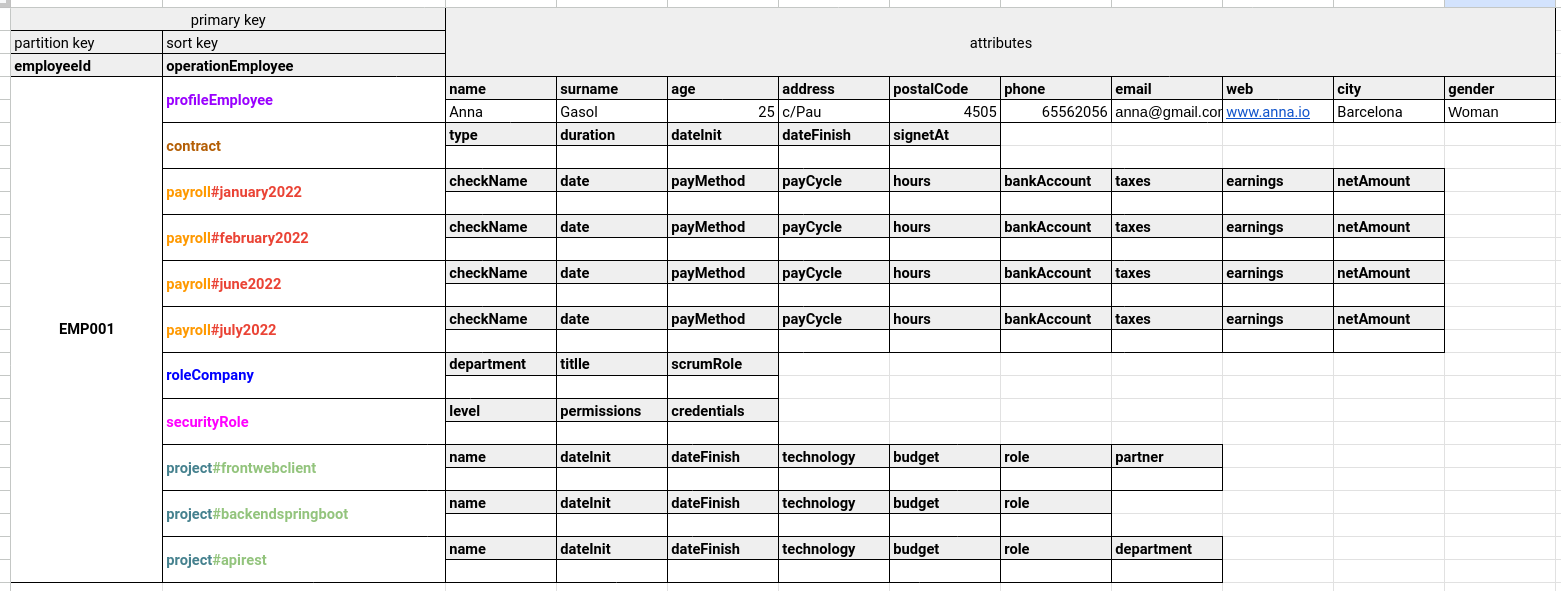 primary key
partition key sort key attributes
employeeId operationEmployee
profileEmployee name surname age address postalCode phone email web city gender
Anna Gasol 25 c/Pau 4505 65562056 anna@gmail.cor www.anna.io Barcelona Woman
contract type duration dateInit dateFinish signetAt
payroll#january2022 checkName date payMethod payCycle hours bankAccount taxes earnings netAmount
payroll#february2022 checkName date payMethod payCycle hours bankAccount taxes earnings netAmount
payroll#june2022 checkName date payMethod payCycle hours bankAccount taxes earnings netAmount
EMP001 payroll#july2022 checkName date payMethod payCycle hours bankAccount taxes earnings netAmount
roleCompany department titlle scrumRole
securityRole level permissions credentials
project#frontwebclient name dateInit dateFinish technology budget role partner
project#backendspringboot name dateInit dateFinish technology budget role
project#apirest name dateInit dateFinish technology budget role department